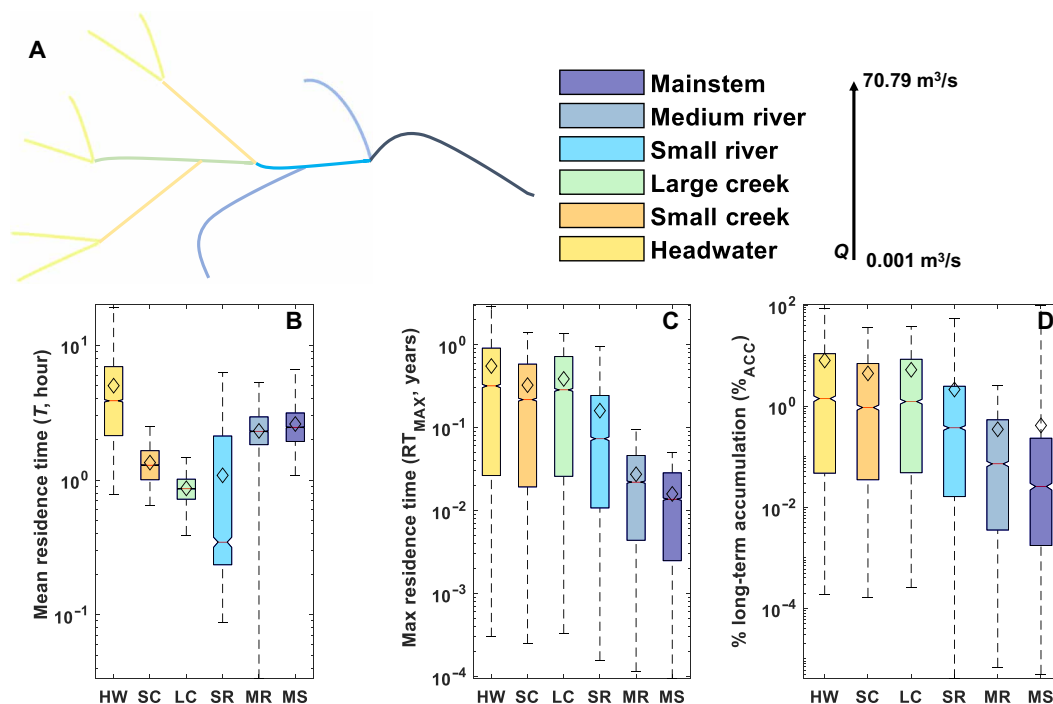 A
Mainstem
Medium river
Small river
Large creek
Small creek
Headwater
70.79 m³/s
Q
0.001 m³/s
B
Mean residence time (T, hour)
10¹
10⁰
10⁻¹
HW SC LC SR MR MS
C
Max residence time (RT_MAX, years)
10⁰
10⁻¹
10⁻²
10⁻³
10⁻⁴
HW SC LC SR MR MS
D
% long-term accumulation (%_ACC)
10²
10⁰
10⁻²
10⁻⁴
HW SC LC SR MR MS